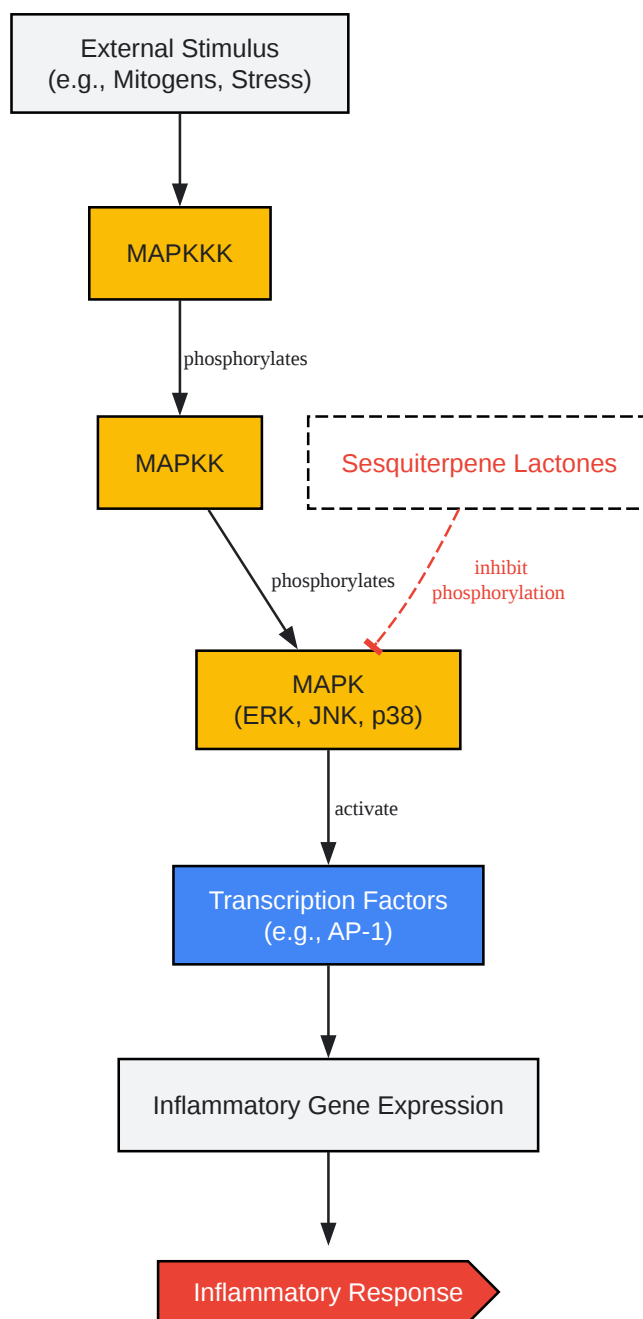 External Stimulus
(e.g., Mitogens, Stress)
MAPKKK
phosphorylates
MAPKK
Sesquiterpene Lactones
phosphorylates
inhibit
phosphorylation
MAPK
(ERK, JNK, p38)
activate
Transcription Factors
(e.g., AP-1)
Inflammatory Gene Expression
Inflammatory Response